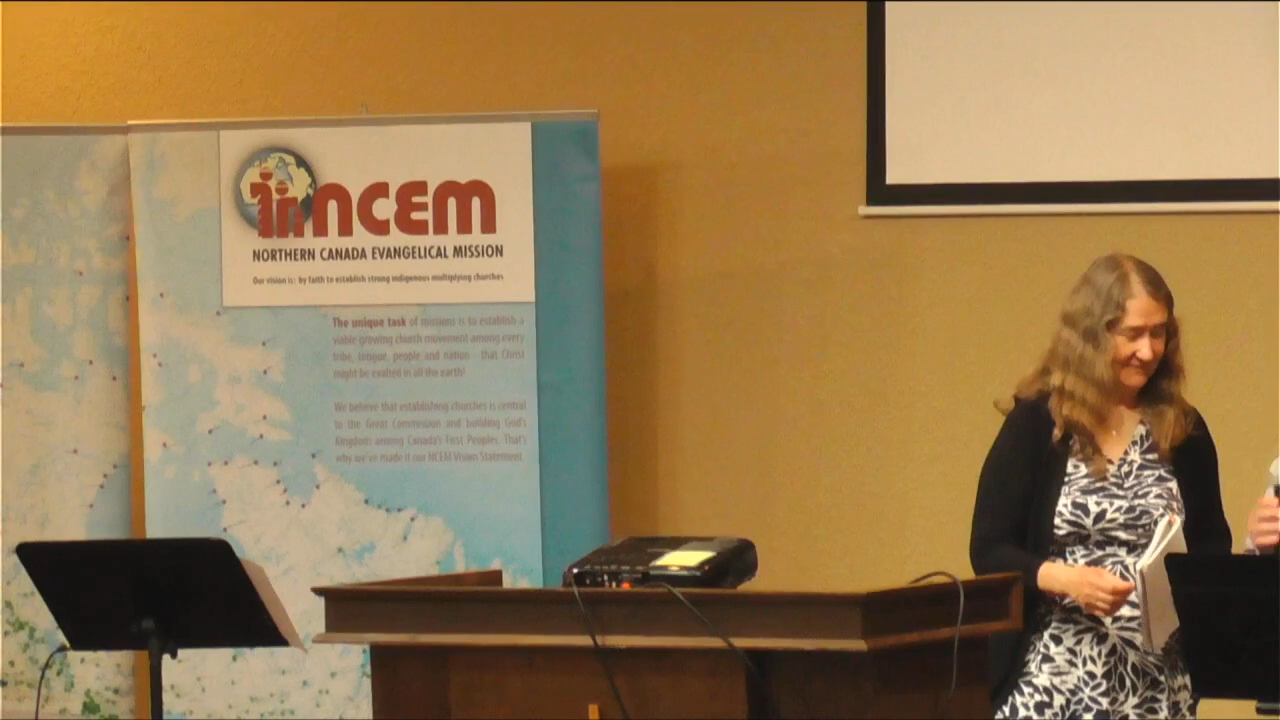 NCEM
NORTHERN CANADA EVANGELICAL MISSION
Our vision is: by faith to establish strong indigenous multiplying churches
The unique task of missions is to establish a
viable growing church movement among every
tribe, tongue, people and nation - that Christ
might be exalted in all the earth!
We believe that establishing churches is central
to the Great Commission and building God's
Kingdom among Canada's First Peoples. That's
why we've made it our NCEM Vision Statement.